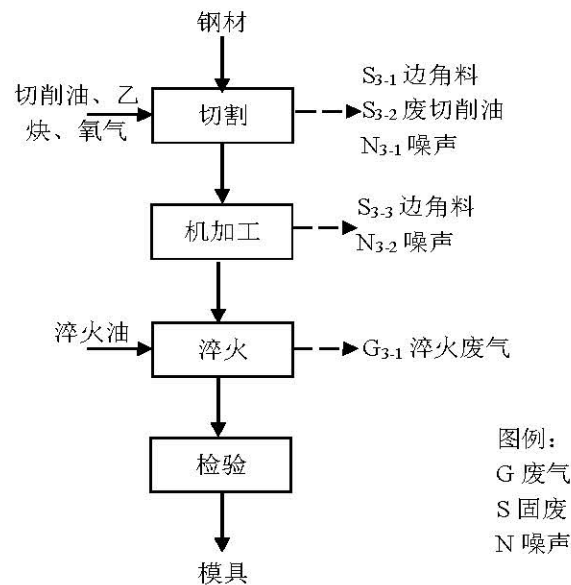 钢材
切削油、乙
炔、氧气
切割
S3-1 边角料
S3-2 废切削油
N3-1 噪声
机加工
S3-3 边角料
N3-2 噪声
淬火油
淬火
G3-1 淬火废气
检验
模具
图例：
G 废气
S 固废
N 噪声